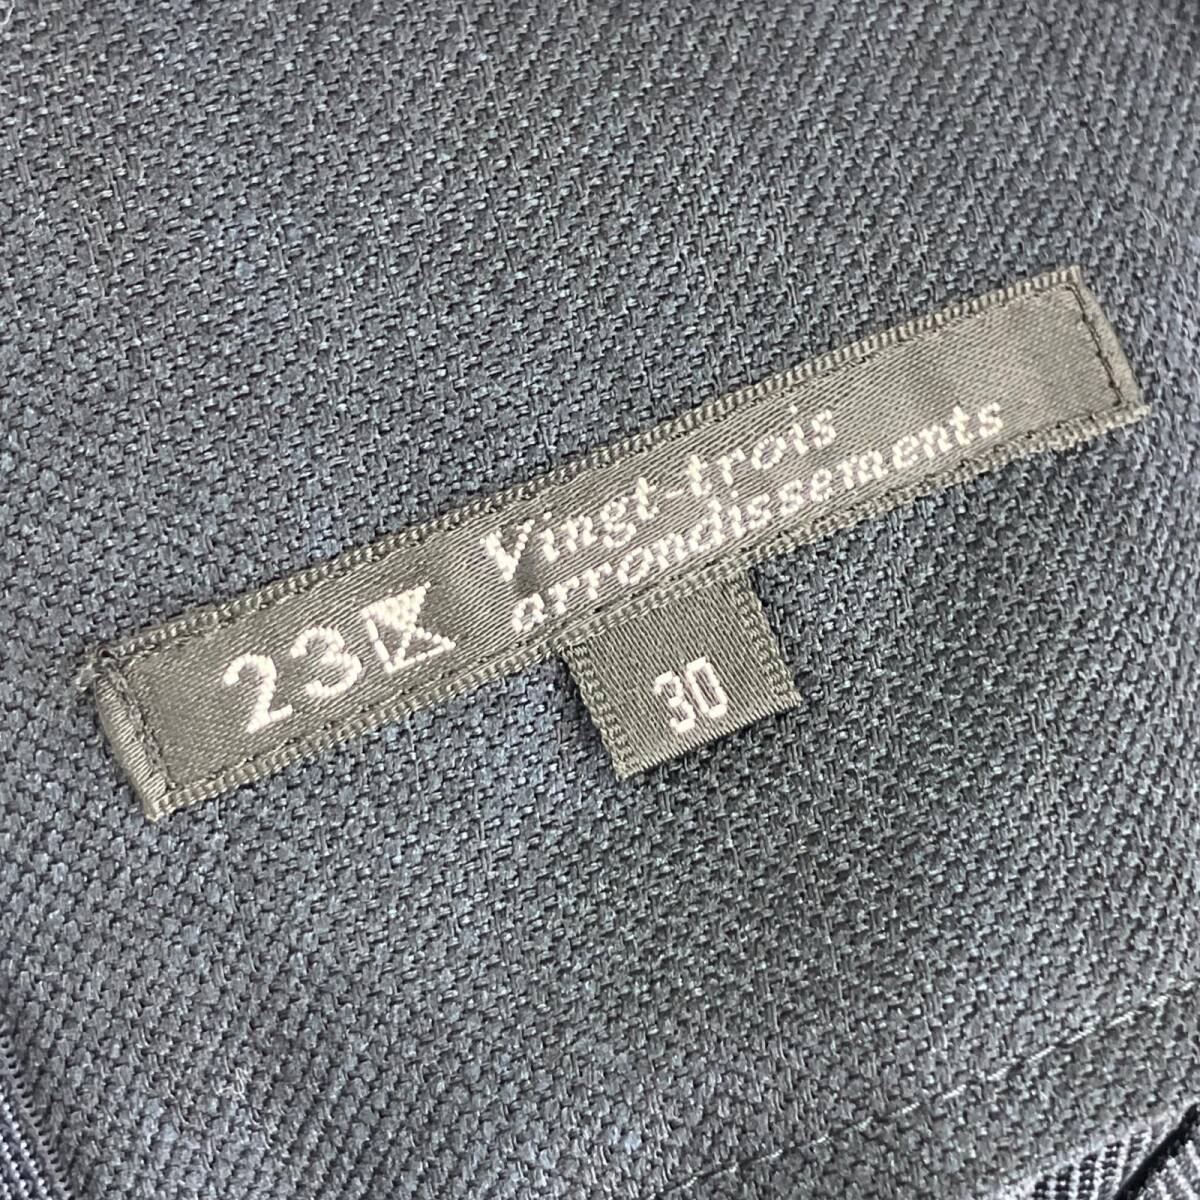 23区
Vingt-trois
arrondissements
30